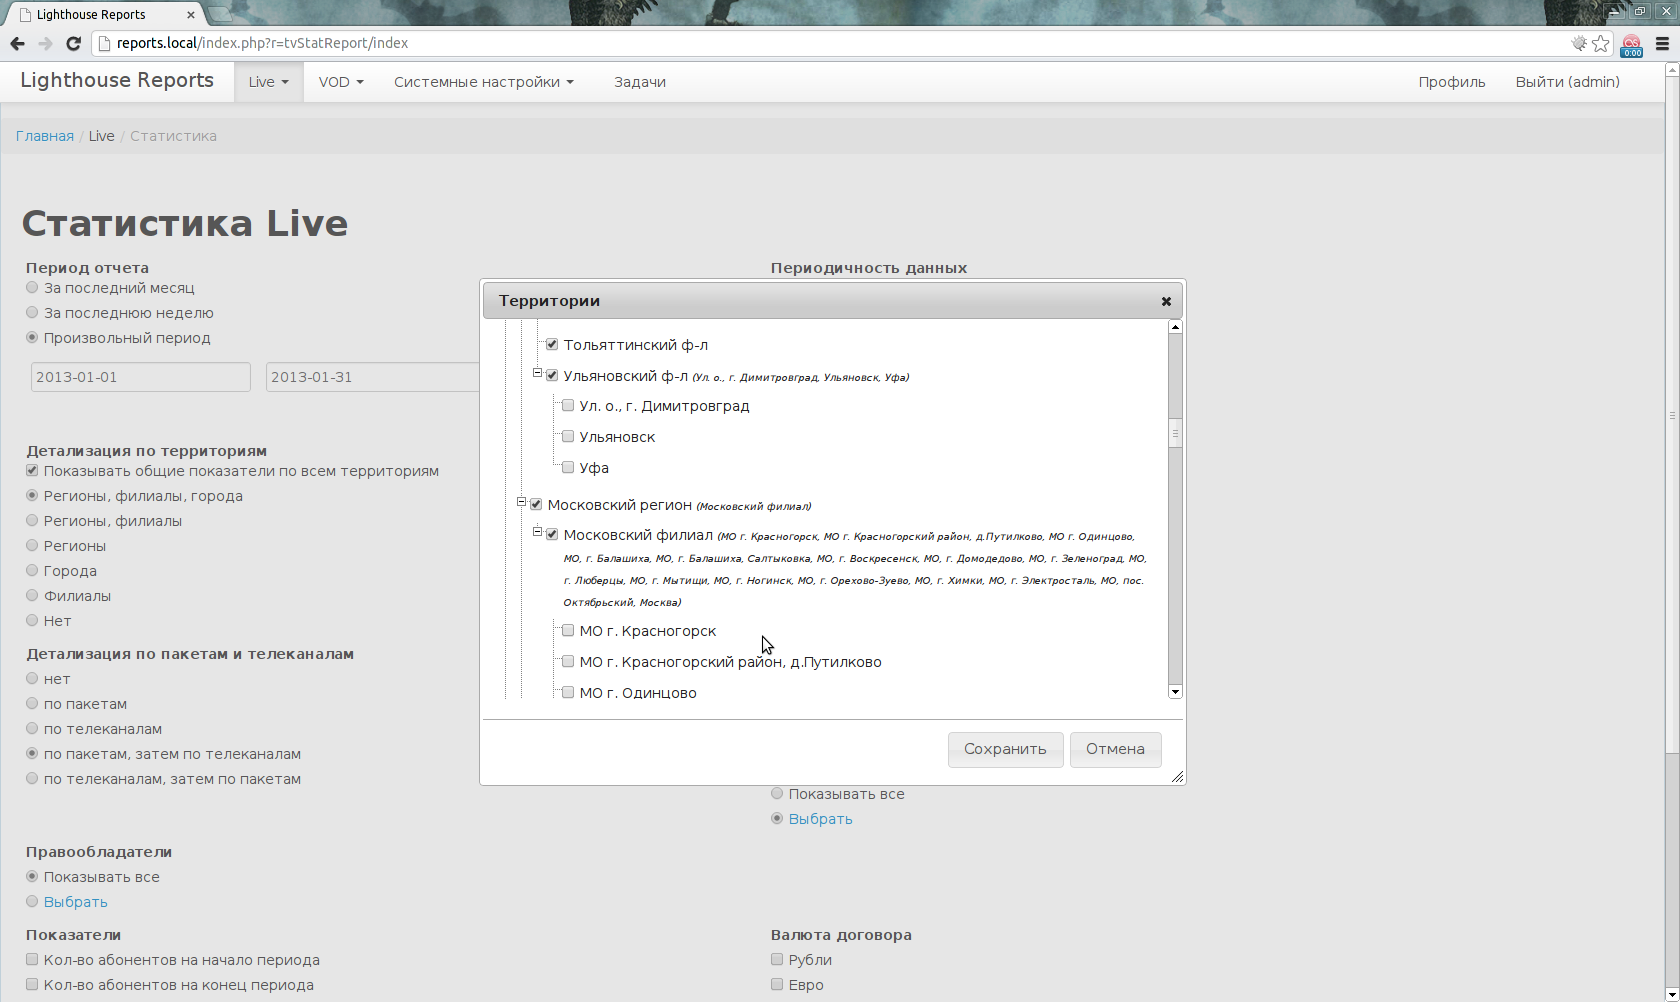 Lighthouse Reports
reports.local/index.php?r=tvStatReport/index
0:00
Lighthouse Reports Live VOD Системные настройки Задачи Профиль Выйти (admin)
Главная / Live / Статистика
Статистика Live
Период отчета
За последний месяц
За последнюю неделю
Произвольный период
2013-01-01 2013-01-31
Детализация по территориям
Показывать общие показатели по всем территориям
Регионы, филиалы, города
Регионы, филиалы
Регионы
Города
Филиалы
Нет
Детализация по пакетам и телеканалам
нет
по пакетам
по телеканалам
по пакетам, затем по телеканалам
по телеканалам, затем по пакетам
Правообладатели
Показывать все
Выбрать
Показатели
Кол-во абонентов на начало периода
Кол-во абонентов на конец периода
Периодичность данных
Территории
Тольяттинский ф-л
Ульяновский ф-л (Ул. о., г. Димитровград, Ульяновск, Уфа)
Ул. о., г. Димитровград
Ульяновск
Уфа
Московский регион (Московский филиал)
Московский филиал (МО г. Красногорск, МО г. Красногорский район, д.Путилково, МО г. Одинцово,
МО, г. Балашиха, МО, г. Балашиха, Салтыковка, МО, г. Воскресенск, МО, г. Домодедово, МО, г. Зеленоград, МО,
г. Люберцы, МО, г. Мытищи, МО, г. Ногинск, МО, г. Орехово-Зуево, МО, г. Химки, МО, г. Электросталь, МО, пос.
Октябрьский, Москва)
МО г. Красногорск
МО г. Красногорский район, д.Путилково
МО г. Одинцово
Сохранить Отмена
Показывать все
Выбрать
Валюта договора
Рубли
Евро